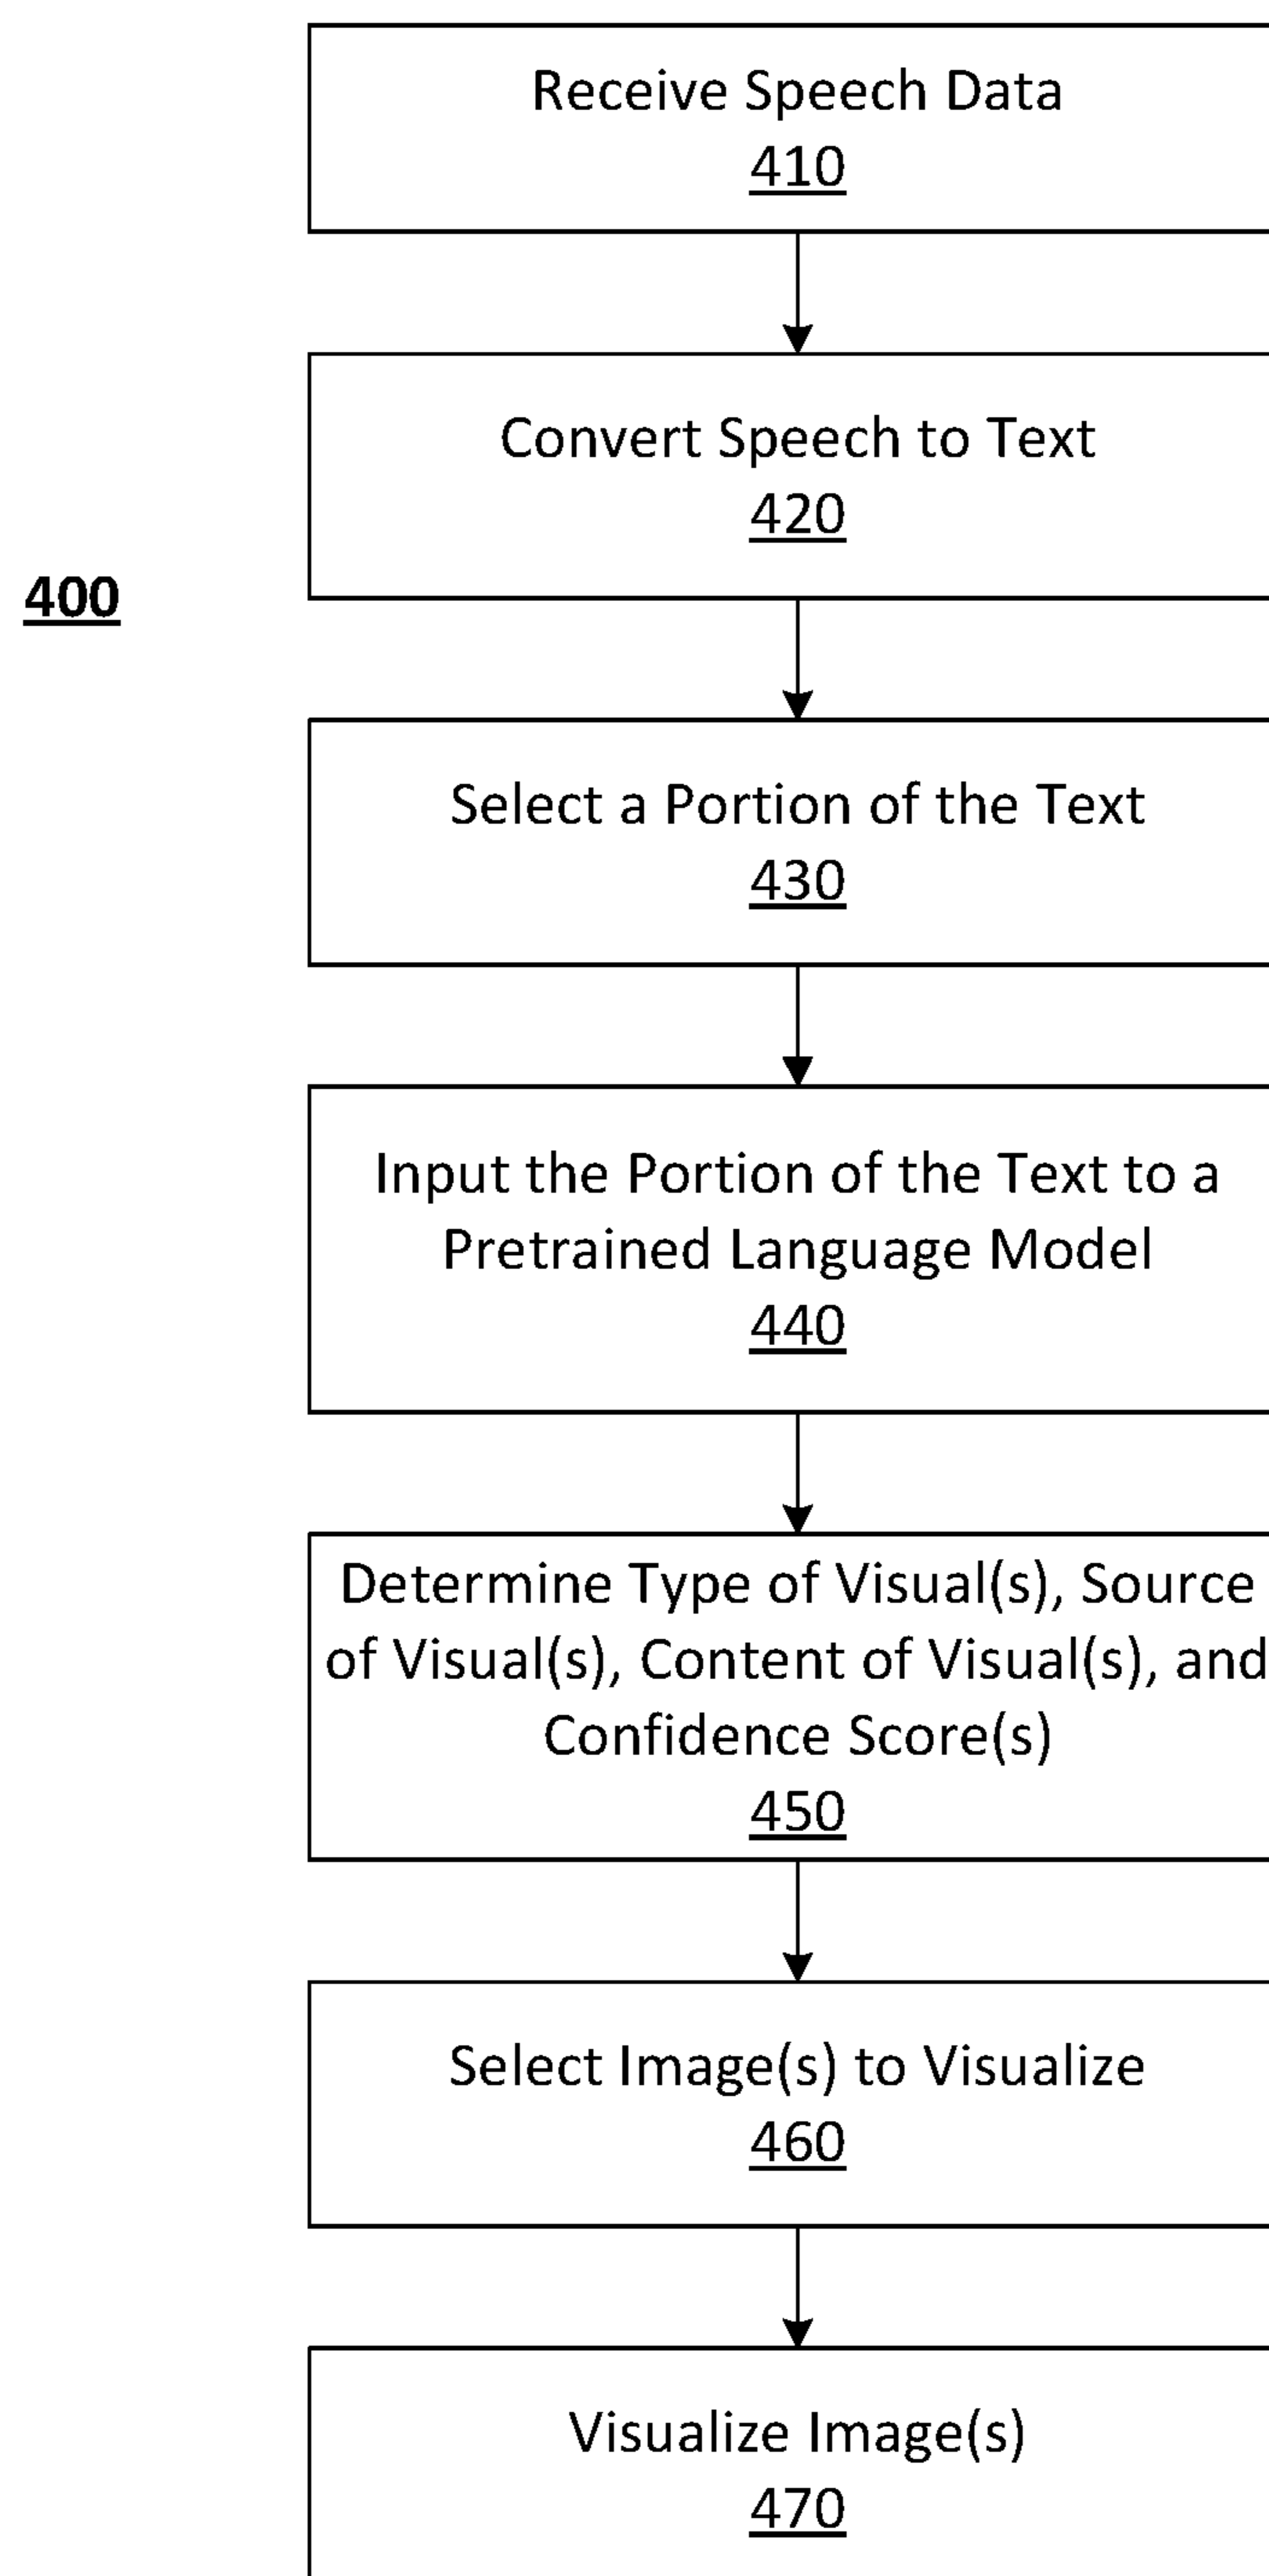 Receive Speech Data
410
Convert Speech to Text
420
400
Select a Portion of the Text
430
Input the Portion of the Text to a
Pretrained Language Model
440
Determine Type of Visual(s), Source
of Visual(s), Content of Visual(s), and
Confidence Score(s)
450
Select Image(s) to Visualize
460
Visualize Image(s)
470